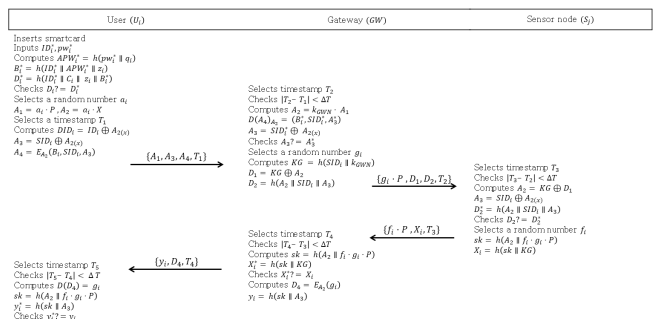 User (Uᵢ)
Gateway (GW)
Sensor node (Sⱼ)
Inserts smartcard
Inputs IDᵢ*, pwᵢ*
Computes APWᵢ* = h(pwᵢ* ∥ qᵢ)
Bᵢ* = h(IDᵢ* ∥ APWᵢ* ∥ zᵢ)
Dᵢ* = h(IDᵢ* ∥ Cᵢ ∥ zᵢ ∥ Bᵢ*)
Checks Dᵢ? = Dᵢ*
Selects a random number aᵢ
A₁ = aᵢ · P, A₂ = aᵢ · X
Selects a timestamp T₁
Computes DIDᵢ = IDᵢ ⊕ A₂₍ₓ₎
A₃ = SIDᵢ ⊕ A₂₍ₓ₎
A₄ = E_A₂(Bᵢ, SIDᵢ, A₃)
{A₁, A₃, A₄, T₁}
Selects timestamp T₂
Checks |T₂- T₁| < ΔT
Computes A₂ = k_GWN · A₁
D(A₄)_A₂ = (Bᵢ*, SIDᵢ*, A₃*)
A₃ = SIDᵢ* ⊕ A₂₍ₓ₎
Checks A₃? = A₃*
Selects a random number gᵢ
Computes KG = h(SIDᵢ ∥ k_GWN)
D₁ = KG ⊕ A₂
D₂ = h(A₂ ∥ SIDᵢ ∥ A₃)
{gᵢ · P, D₁, D₂, T₂}
Selects timestamp T₃
Checks |T₃- T₂| < ΔT
Computes A₂ = KG ⊕ D₁
A₃ = SIDᵢ ⊕ A₂₍ₓ₎
D₂* = h(A₂ ∥ SIDᵢ ∥ A₃)
Checks D₂? = D₂*
Selects a random number fᵢ
sk = h(A₂ ∥ fᵢ · gᵢ · P)
Xᵢ = h(sk ∥ KG)
{fᵢ · P, Xᵢ, T₃}
Selects timestamp T₄
Checks |T₄- T₃| < ΔT
Computes sk = h(A₂ ∥ fᵢ · gᵢ · P)
Xᵢ* = h(sk ∥ KG)
Checks Xᵢ*? = Xᵢ
Computes D₄ = E_A₂(gᵢ)
yᵢ = h(sk ∥ A₃)
{yᵢ, D₄, T₄}
Selects timestamp T₅
Checks |T₅- T₄| < ΔT
Computes D(D₄) = gᵢ
sk = h(A₂ ∥ fᵢ · gᵢ · P)
yᵢ* = h(sk ∥ A₃)
Checks yᵢ*? = yᵢ